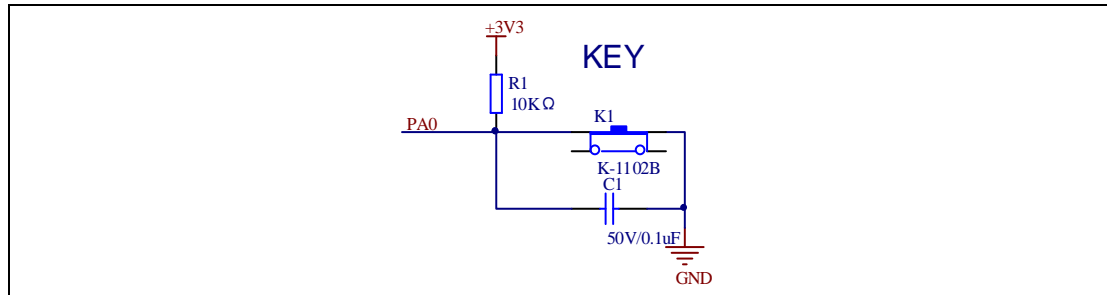 +3V3
KEY
R1
10KΩ
PA0
K1
K-1102B
C1
50V/0.1uF
GND